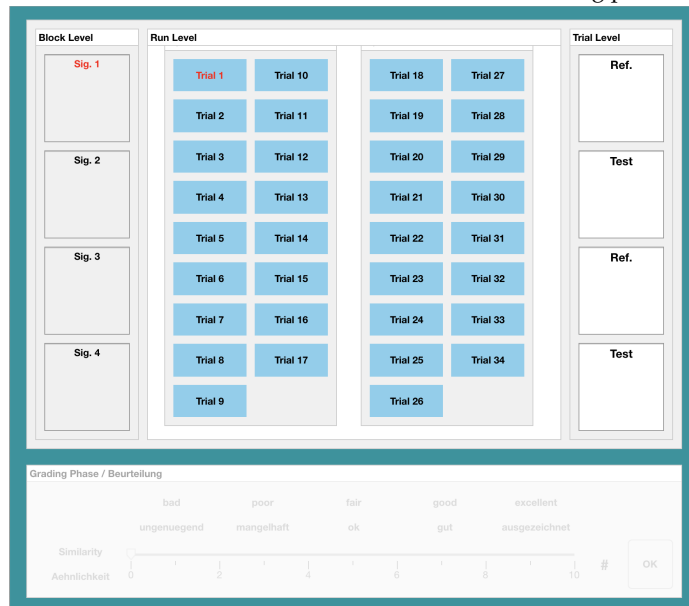 Block Level
Run Level
Trial Level
Sig. 1
Sig. 2
Sig. 3
Sig. 4
Trial 1 Trial 10 Trial 18 Trial 27
Trial 2 Trial 11 Trial 19 Trial 28
Trial 3 Trial 12 Trial 20 Trial 29
Trial 4 Trial 13 Trial 21 Trial 30
Trial 5 Trial 14 Trial 22 Trial 31
Trial 6 Trial 15 Trial 23 Trial 32
Trial 7 Trial 16 Trial 24 Trial 33
Trial 8 Trial 17 Trial 25 Trial 34
Trial 9 Trial 26
Ref.
Test
Ref.
Test
Grading Phase / Beurteilung
bad poor fair good excellent
ungenuegend mangelhaft ok gut ausgezeichnet
Similarity
Aehnlichkeit
0 2 4 6 8 10
#
OK